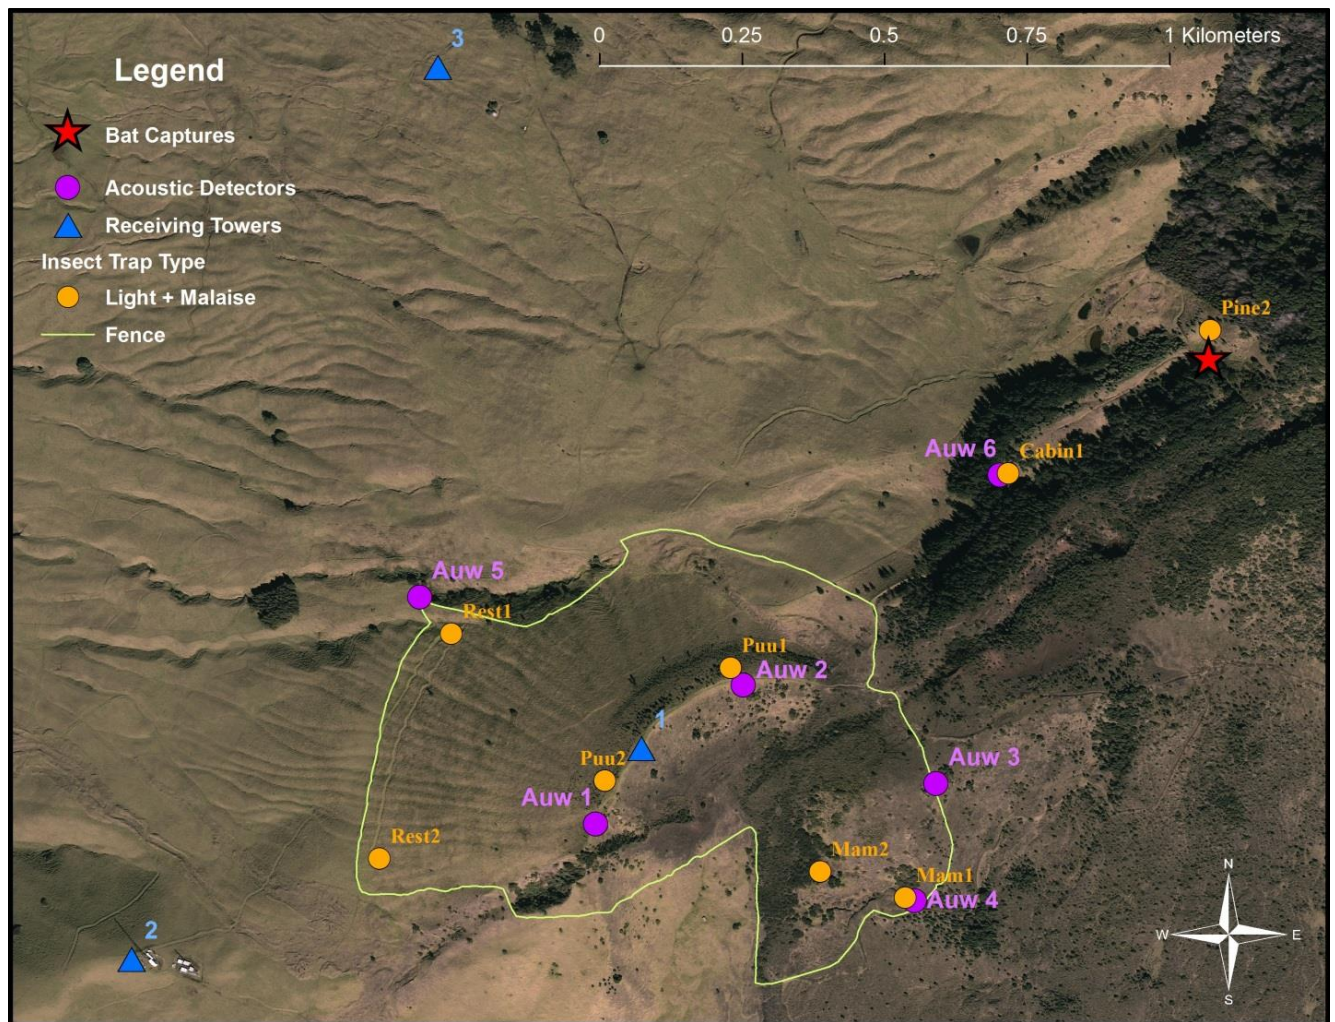 3
0 0.25 0.5 0.75 1 Kilometers
Legend
Bat Captures
Acoustic Detectors
Receiving Towers
Insect Trap Type
Light + Malaise
Fence
Pine2
Auw 6
Cabin1
Auw 5
Rest1
Puu1
Auw 2
1
Puu2
Auw 3
Auw 1
Rest2
Mam2
Mam1
Auw 4
2
N
W E
S